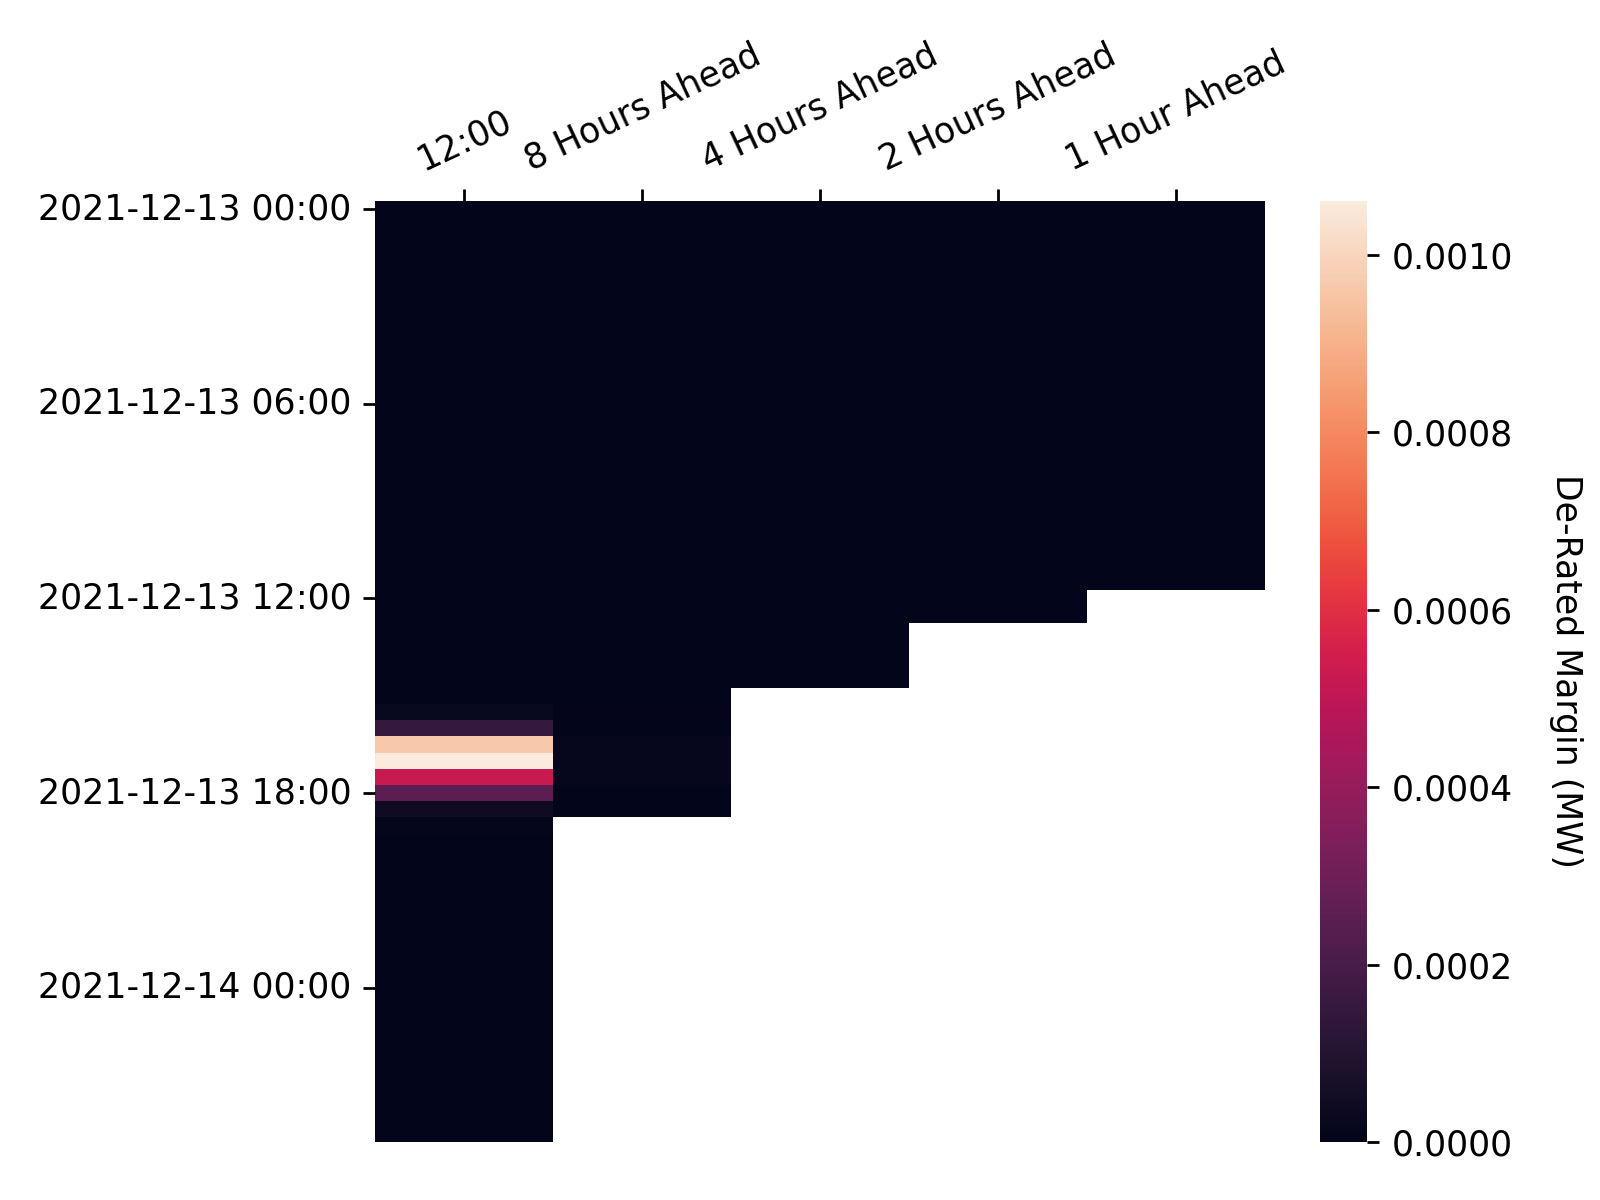 12:00
8 Hours Ahead
4 Hours Ahead
2 Hours Ahead
1 Hour Ahead
2021-12-13 00:00
2021-12-13 06:00
2021-12-13 12:00
2021-12-13 18:00
2021-12-14 00:00
0.0010
0.0008
0.0006
0.0004
0.0002
0.0000
De-Rated Margin (MW)